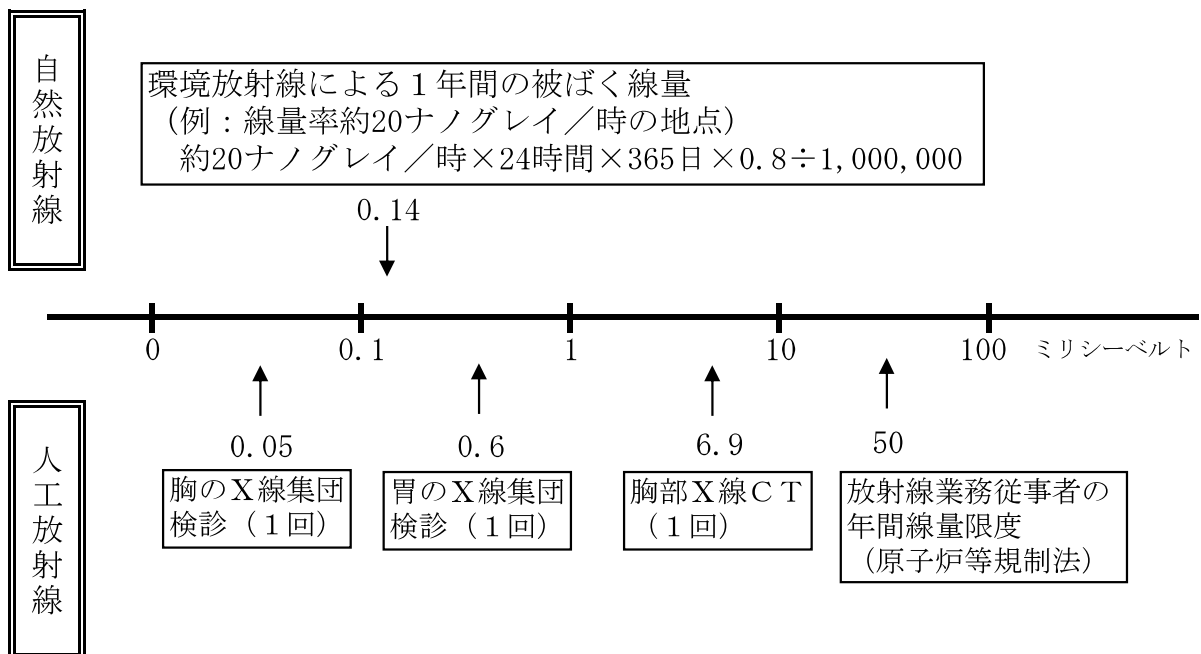 自然放射線
環境放射線による１年間の被ばく線量
（例：線量率約20ナノグレイ／時の地点）
約20ナノグレイ／時×24時間×365日×0.8÷1,000,000
0.14
0
0.1
1
10
100
ミリシーベルト
人工放射線
0.05
胸のＸ線集団
検診（１回）
0.6
胃のＸ線集団
検診（１回）
6.9
胸部Ｘ線ＣＴ
（１回）
50
放射線業務従事者の
年間線量限度
（原子炉等規制法）